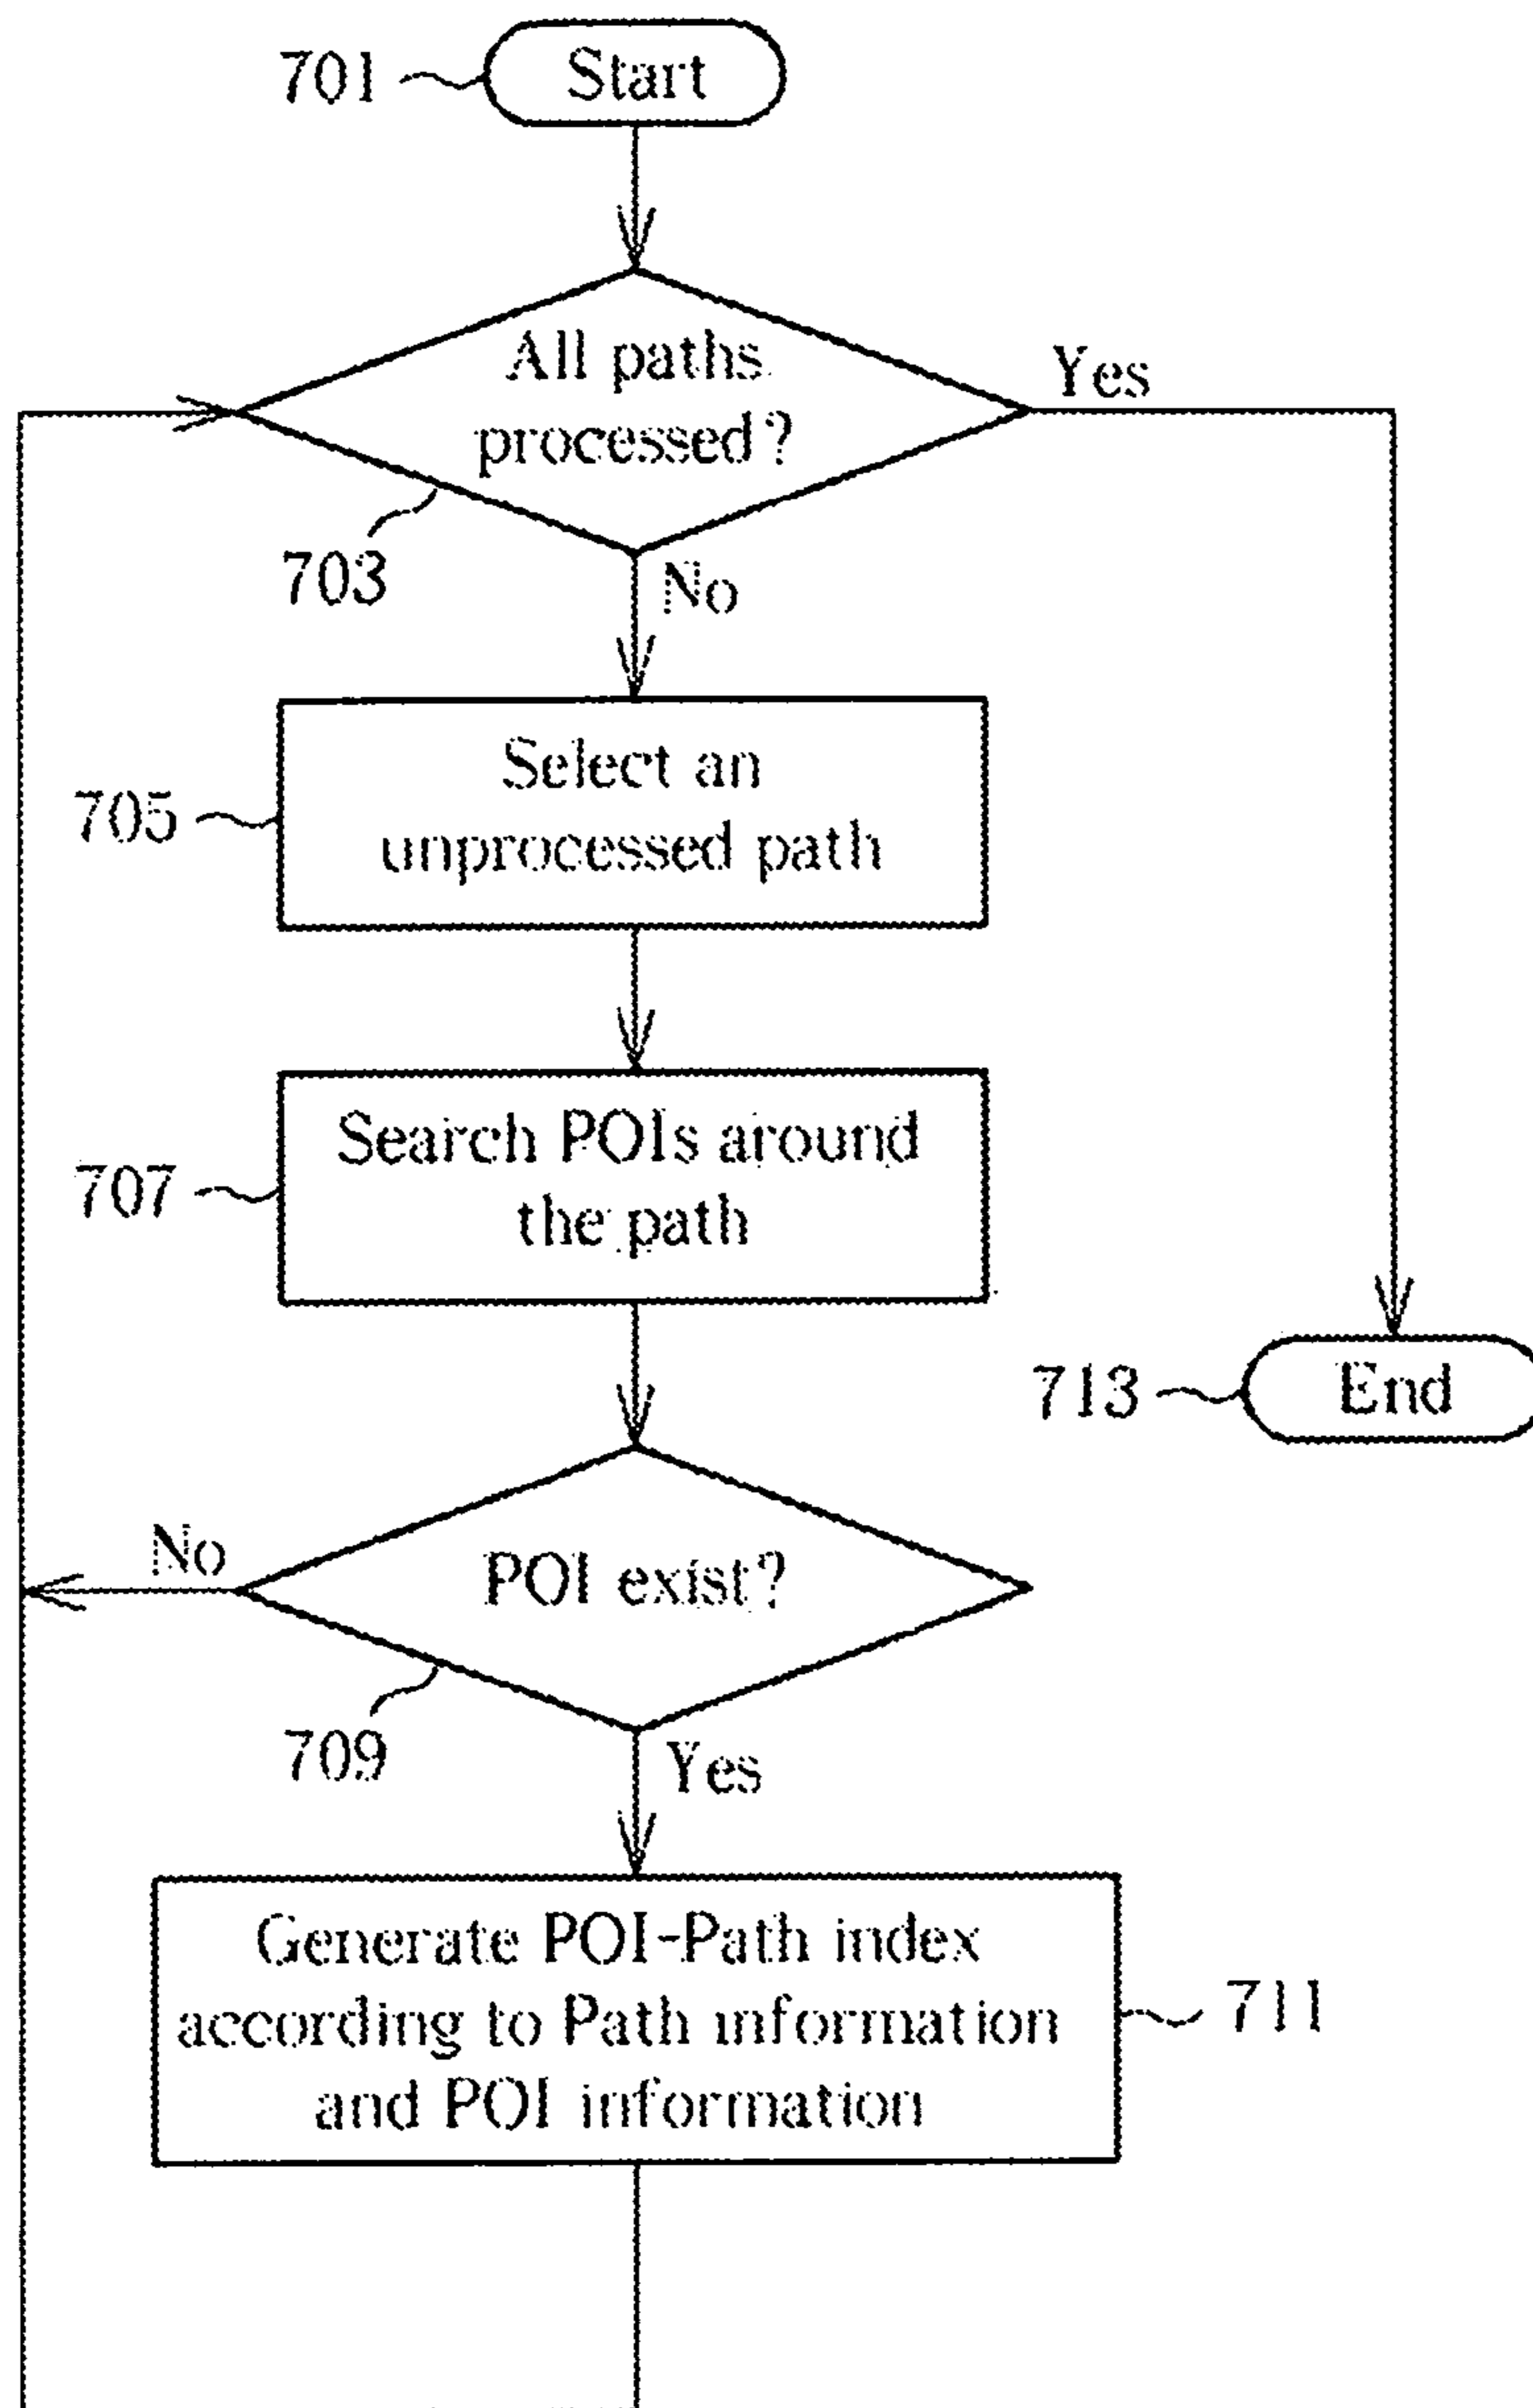 701
Start
All paths
processed?
Yes
703
No
705
Select an
unprocessed path
707
Search POIs around
the path
713
End
No
POI exist?
709
Yes
Generate POI-Path index
according to Path information
and POI information
711